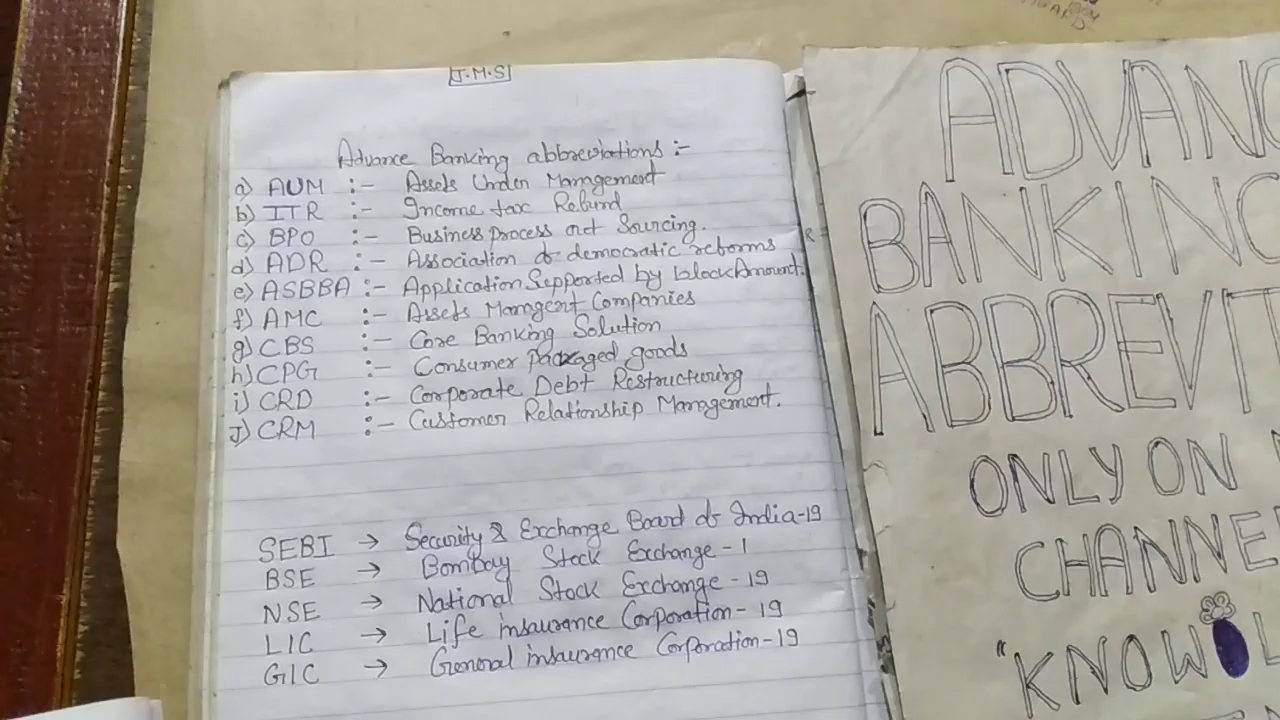 J.M.S
Advance Banking abbreviations :-
a) AUM :- Assets Under Management
b) ITR :- Income tax Refund
c) BPO :- Business Process out Sourcing.
d) ADR :- Association of democratic reforms
e) ASBBA :- Application Supported by block Amount.
f) AMC :- Assets Managent Companies
g) CBS :- Core Banking Solution
h) CPG :- Consumer Packaged goods
i) CRD :- Corporate Debt Restructuring
J) CRM :- Customer Relationship Management.
SEBI → Security & Exchange Board of India-19
BSE → Bombay Stock Exchange - 1
NSE → National Stock Exchange - 19
LIC → Life insaurance Corporation - 19
GIC → General insaurance Corporation-19
ADVANC
BANKING
ABBREVIT
ONLY ON
CHANNE
"KNOW L